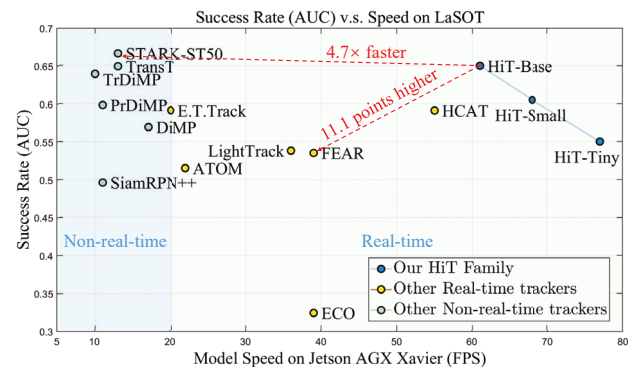 Success Rate (AUC) v.s. Speed on LaSOT
0.7
0.65
0.6
0.55
0.5
0.45
0.4
0.35
0.3
Success Rate (AUC)
STARK-ST50
TransT
TrDiMP
PrDiMP
E.T.Track
DiMP
SiamRPN++
ATOM
LightTrack
FEAR
HCAT
HiT-Base
HiT-Small
HiT-Tiny
ECO
4.7× faster
11.1 points higher
Non-real-time
Real-time
Our HiT Family
Other Real-time trackers
Other Non-real-time trackers
5 10 20 30 40 50 60 70 80
Model Speed on Jetson AGX Xavier (FPS)